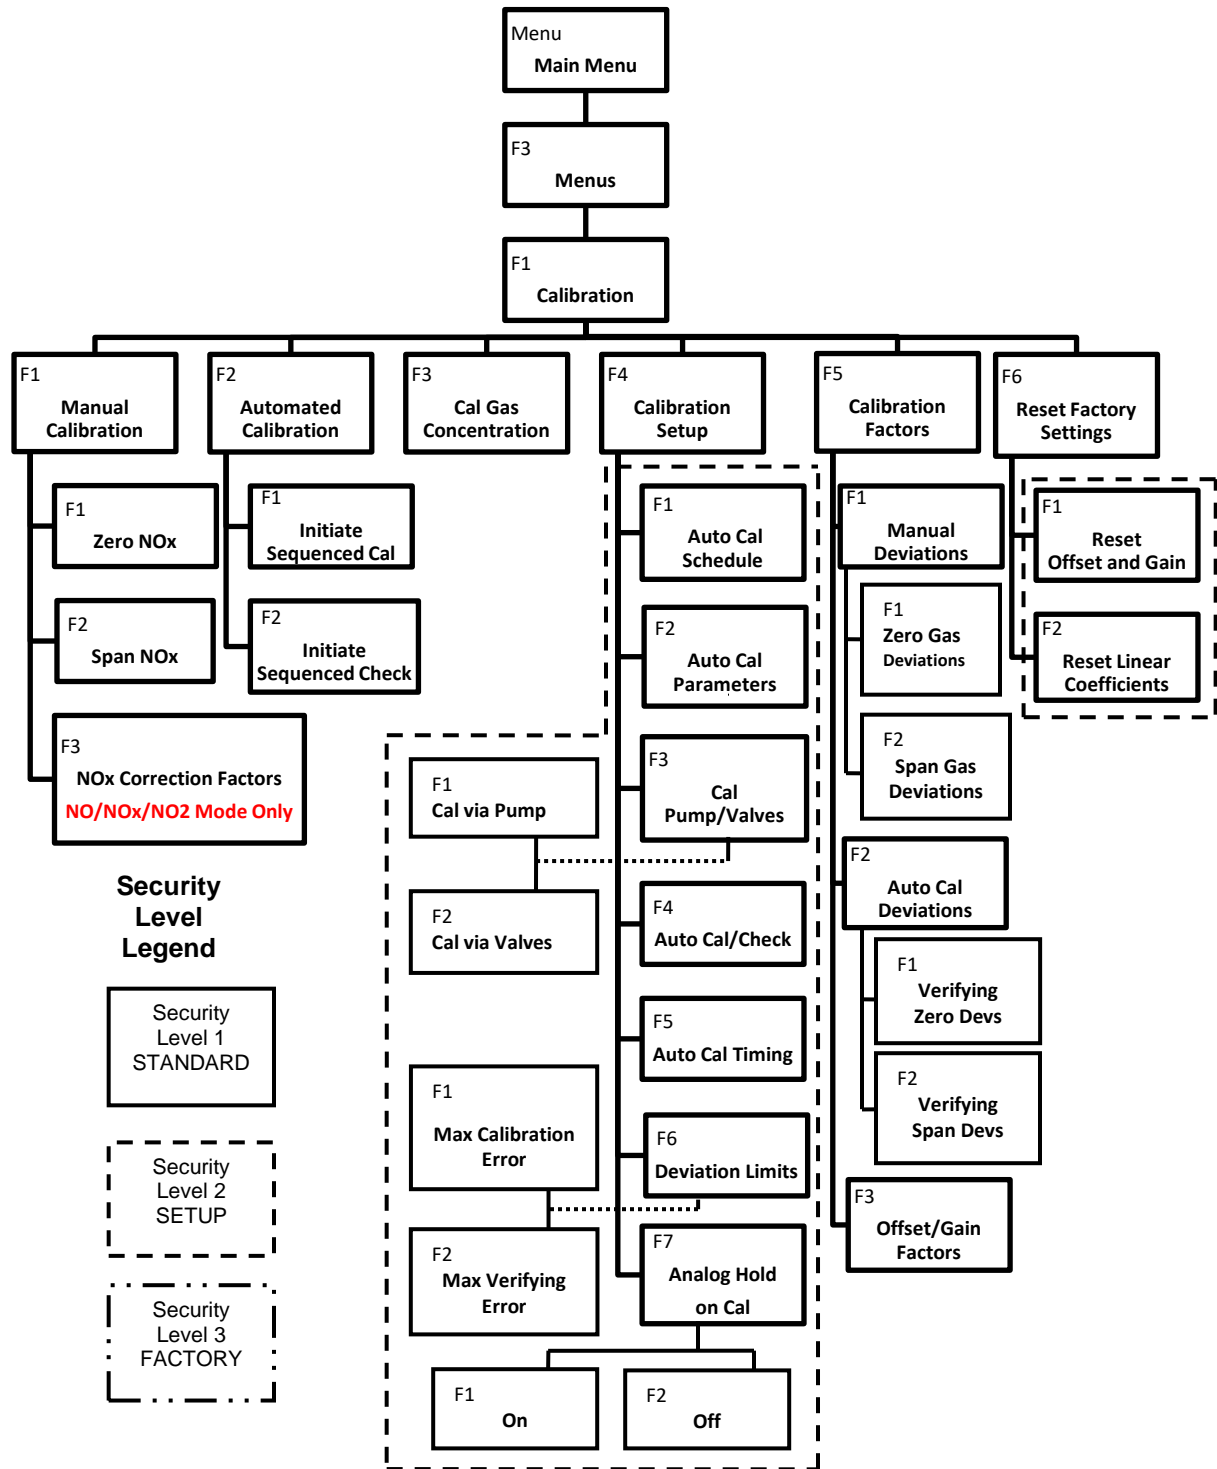 Menu
Main Menu
F3
Menus
F1
Calibration
F1
Manual
Calibration
F2
Automated
Calibration
F3
Cal Gas
Concentration
F4
Calibration
Setup
F5
Calibration
Factors
F6
Reset Factory
Settings
F1
Zero NOx
F2
Span NOx
F3
NOx Correction Factors
NO/NOx/NO2 Mode Only
F1
Initiate
Sequenced Cal
F2
Initiate
Sequenced Check
F1
Auto Cal
Schedule
F2
Auto Cal
Parameters
F3
Cal
Pump/Valves
F1
Cal via Pump
F2
Cal via Valves
F4
Auto Cal/Check
F5
Auto Cal Timing
F6
Deviation Limits
F1
Max Calibration
Error
F2
Max Verifying
Error
F7
Analog Hold
on Cal
F1
On
F2
Off
F1
Manual
Deviations
F1
Zero Gas
Deviations
F2
Span Gas
Deviations
F2
Auto Cal
Deviations
F1
Verifying
Zero Devs
F2
Verifying
Span Devs
F3
Offset/Gain
Factors
F1
Reset
Offset and Gain
F2
Reset Linear
Coefficients
Security
Level
Legend
Security
Level 1
STANDARD
Security
Level 2
SETUP
Security
Level 3
FACTORY